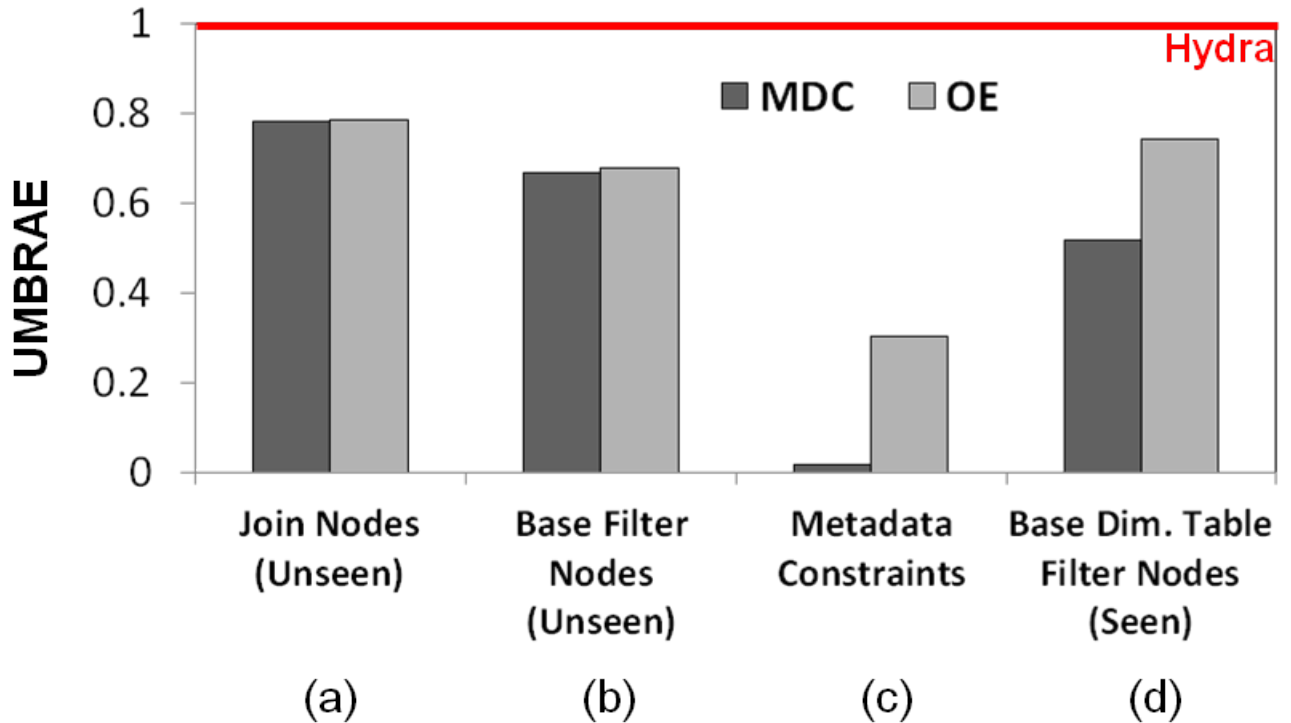 1
Hydra
MDC OE
0.8
0.6
0.4
0.2
0
UMBRAE
Join Nodes
(Unseen)
Base Filter
Nodes
(Unseen)
Metadata
Constraints
Base Dim. Table
Filter Nodes
(Seen)
(a) (b) (c) (d)